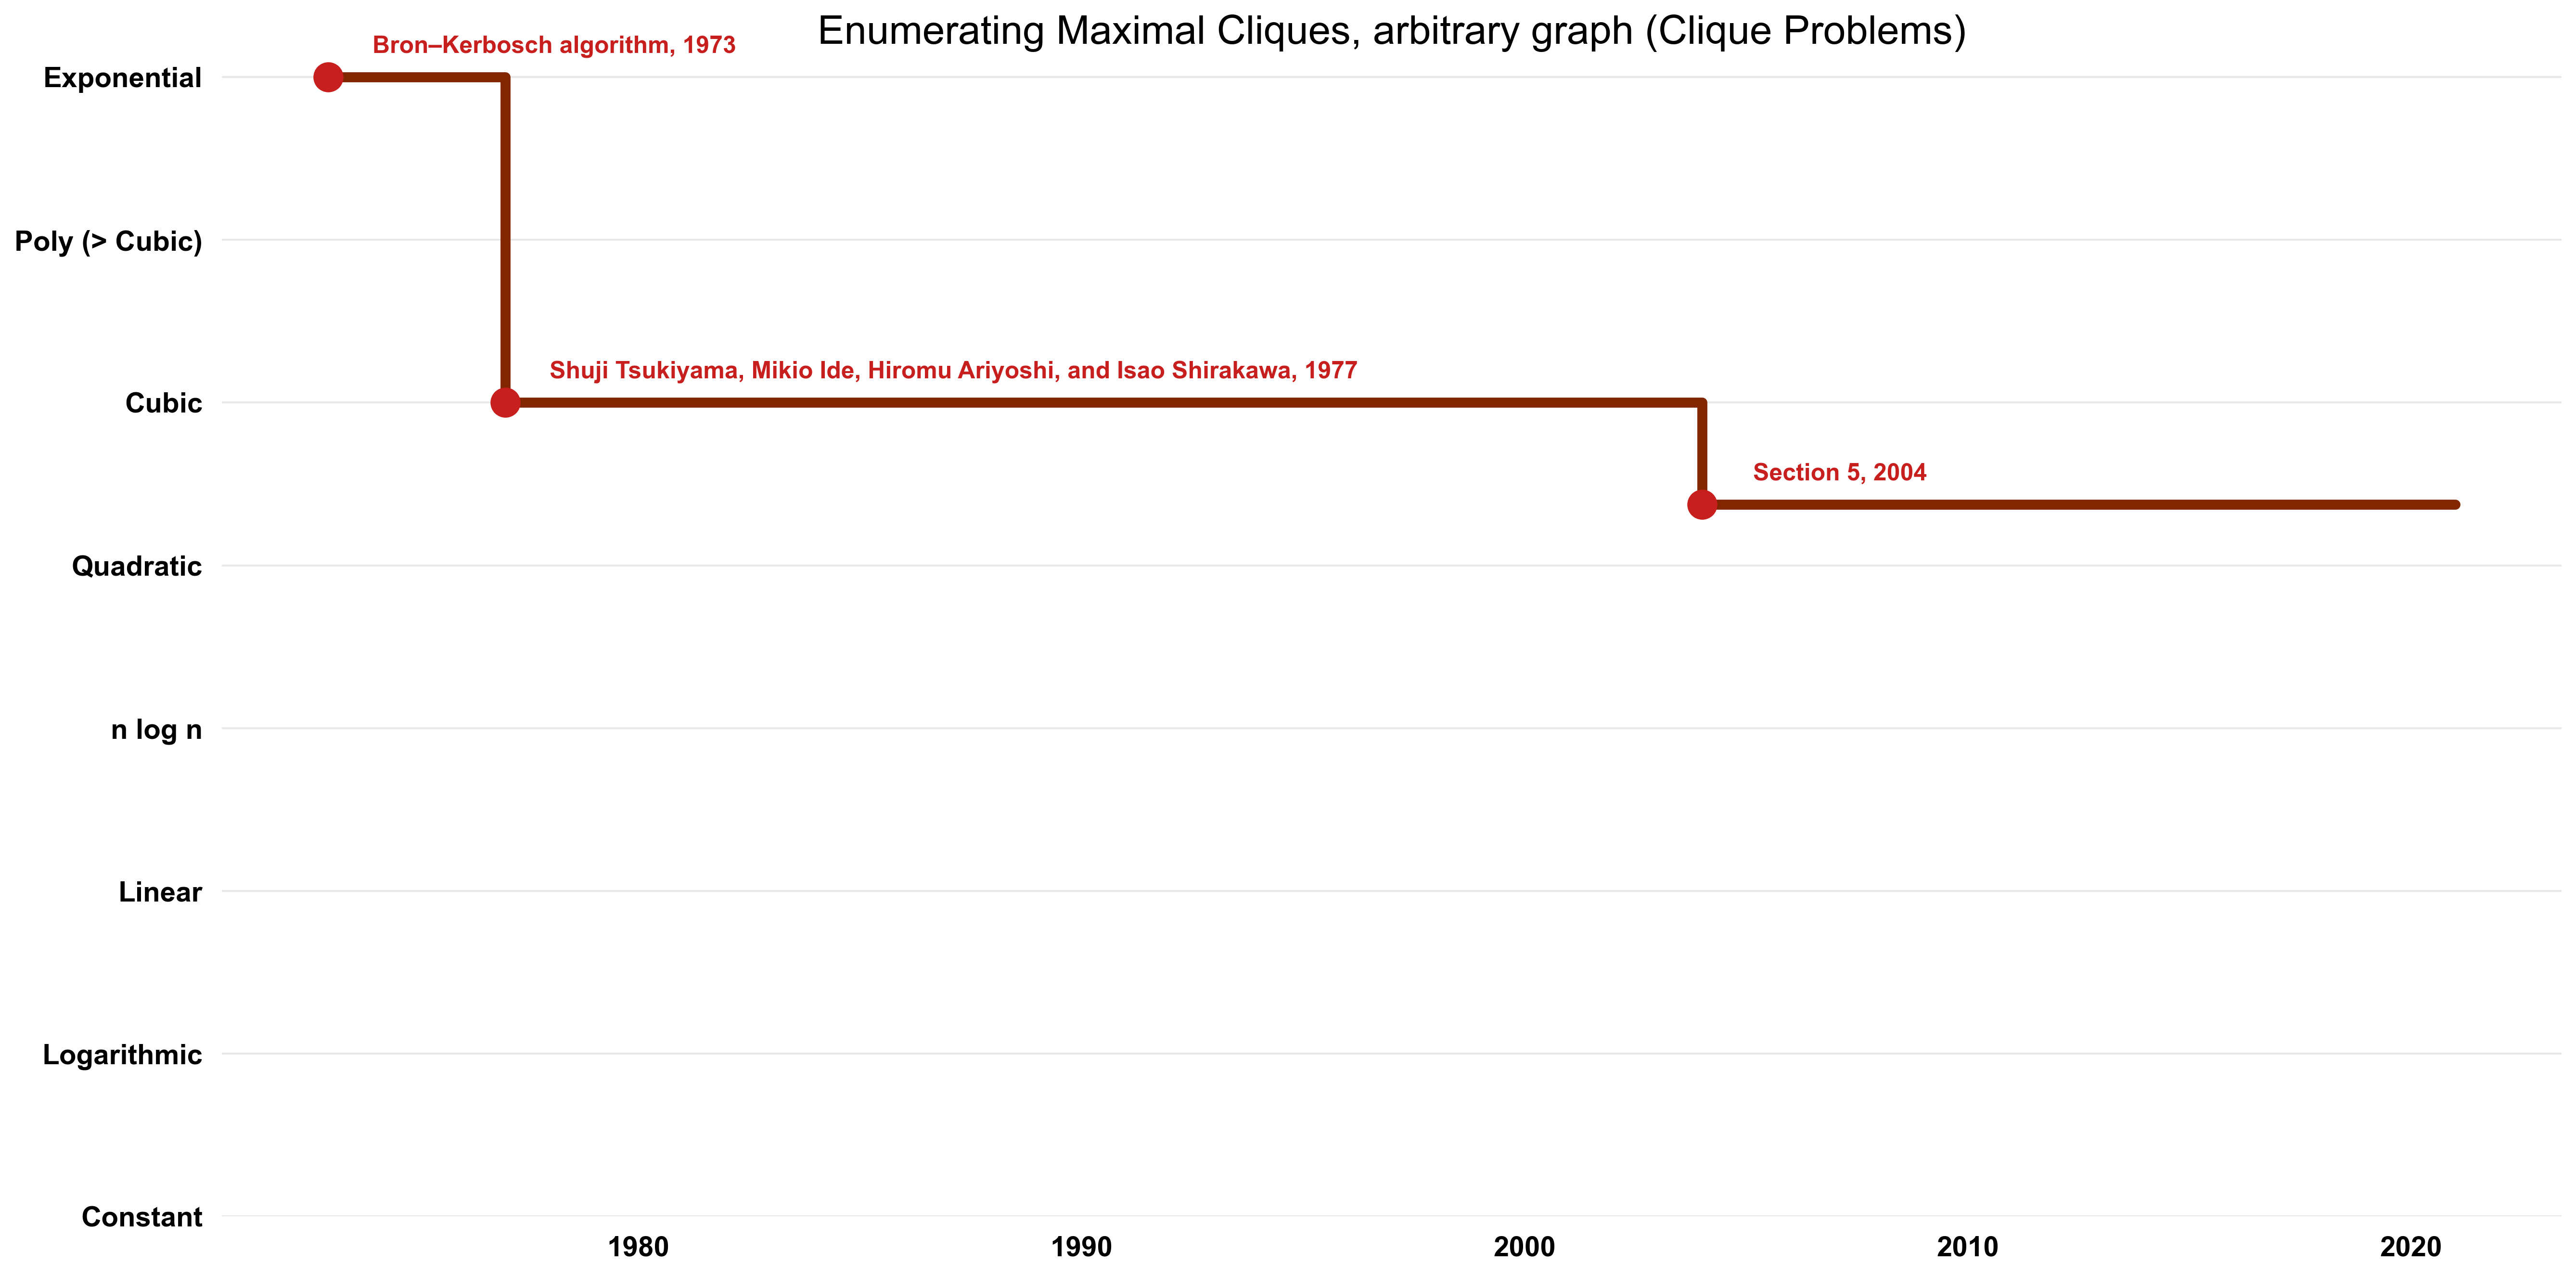 Enumerating Maximal Cliques, arbitrary graph (Clique Problems)
Bron–Kerbosch algorithm, 1973
Exponential
Poly (> Cubic)
Shuji Tsukiyama, Mikio Ide, Hiromu Ariyoshi, and Isao Shirakawa, 1977
Cubic
Section 5, 2004
Quadratic
n log n
Linear
Logarithmic
Constant
1980 1990 2000 2010 2020